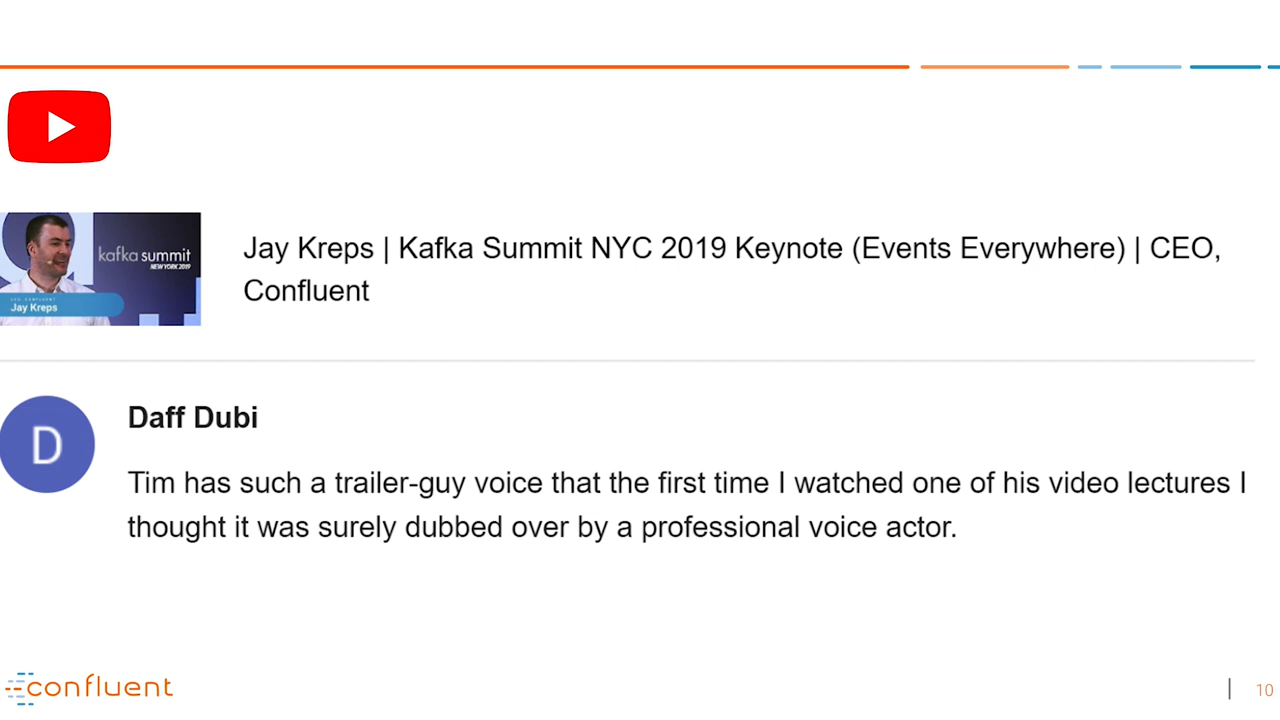 kafka summit
NEW YORK 2019
CEO, CONFLUENT
Jay Kreps
Jay Kreps | Kafka Summit NYC 2019 Keynote (Events Everywhere) | CEO,
Confluent
D
Daff Dubi
Tim has such a trailer-guy voice that the first time I watched one of his video lectures I
thought it was surely dubbed over by a professional voice actor.
confluent
10